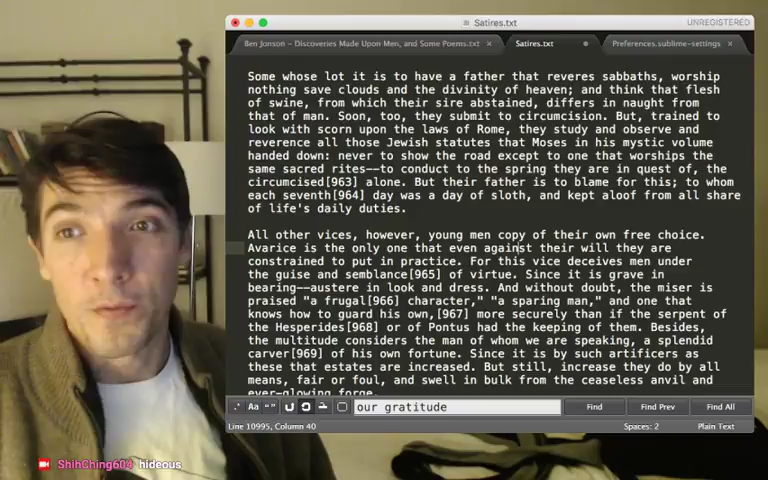 Satires.txt
UNREGISTERED
Ben Jonson – Discoveries Made Upon Men, and Some Poems.txt
Satires.txt
Preferences.sublime-settings
Some whose lot it is to have a father that reveres sabbaths, worship
nothing save clouds and the divinity of heaven; and think that flesh
of swine, from which their sire abstained, differs in naught from
that of man. Soon, too, they submit to circumcision. But, trained to
look with scorn upon the laws of Rome, they study and observe and
reverence all those Jewish statutes that Moses in his mystic volume
handed down: never to show the road except to one that worships the
same sacred rites--to conduct to the spring they are in quest of, the
circumcised[963] alone. But their father is to blame for this; to whom
each seventh[964] day was a day of sloth, and kept aloof from all share
of life's daily duties.
All other vices, however, young men copy of their own free choice.
Avarice is the only one that even against their will they are
constrained to put in practice. For this vice deceives men under
the guise and semblance[965] of virtue. Since it is grave in
bearing--austere in look and dress. And without doubt, the miser is
praised "a frugal[966] character," "a sparing man," and one that
knows how to guard his own,[967] more securely than if the serpent of
the Hesperides[968] or of Pontus had the keeping of them. Besides,
the multitude considers the man of whom we are speaking, a splendid
carver[969] of his own fortune. Since it is by such artificers as
these that estates are increased. But still, increase they do by all
means, fair or foul, and swell in bulk from the ceaseless anvil and
ever-glowing forge.
.* Aa “” our gratitude Find Find Prev Find All
Line 10995, Column 40 Spaces: 2 Plain Text
ShihChing604 hideous